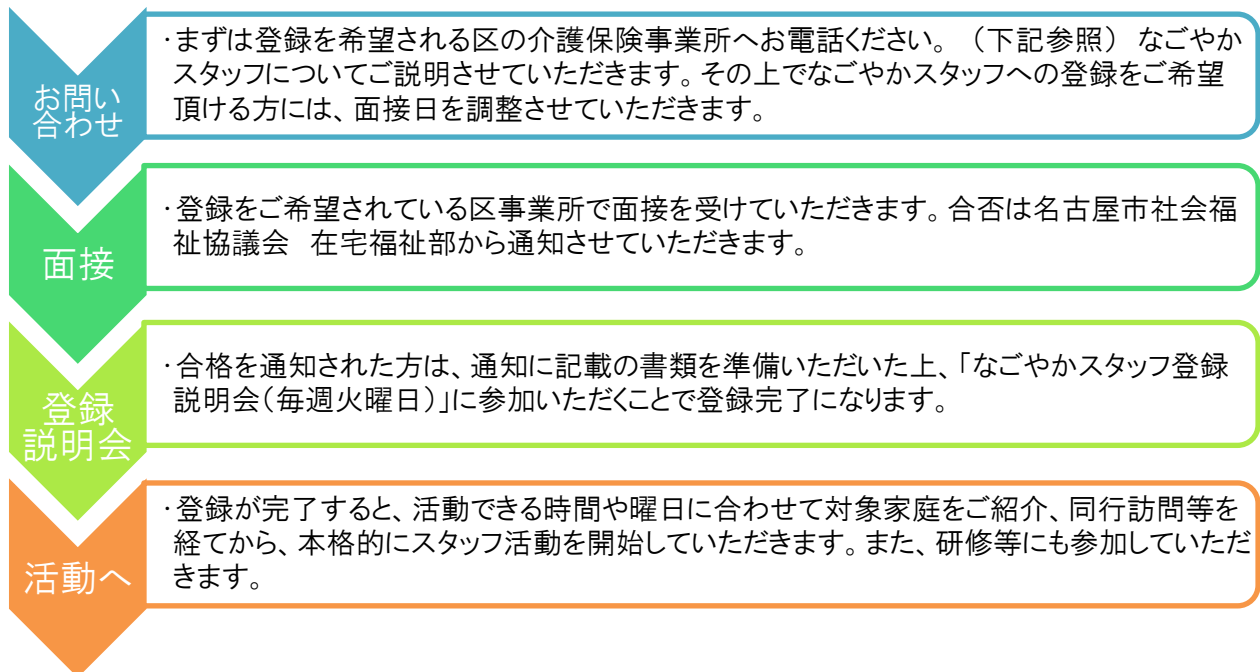 お問い
合わせ
・まずは登録を希望される区の介護保険事業所へお電話ください。（下記参照）なごやか
スタッフについてご説明させていただきます。その上でなごやかスタッフへの登録をご希望
頂ける方には、面接日を調整させていただきます。
面接
・登録をご希望されている区事業所で面接を受けていただきます。合否は名古屋市社会福
祉協議会　在宅福祉部から通知させていただきます。
登録
説明会
・合格を通知された方は、通知に記載の書類を準備いただいた上、「なごやかスタッフ登録
説明会（毎週火曜日）」に参加いただくことで登録完了になります。
活動へ
・登録が完了すると、活動できる時間や曜日に合わせて対象家庭をご紹介、同行訪問等を
経てから、本格的にスタッフ活動を開始していただきます。また、研修等にも参加していただ
きます。